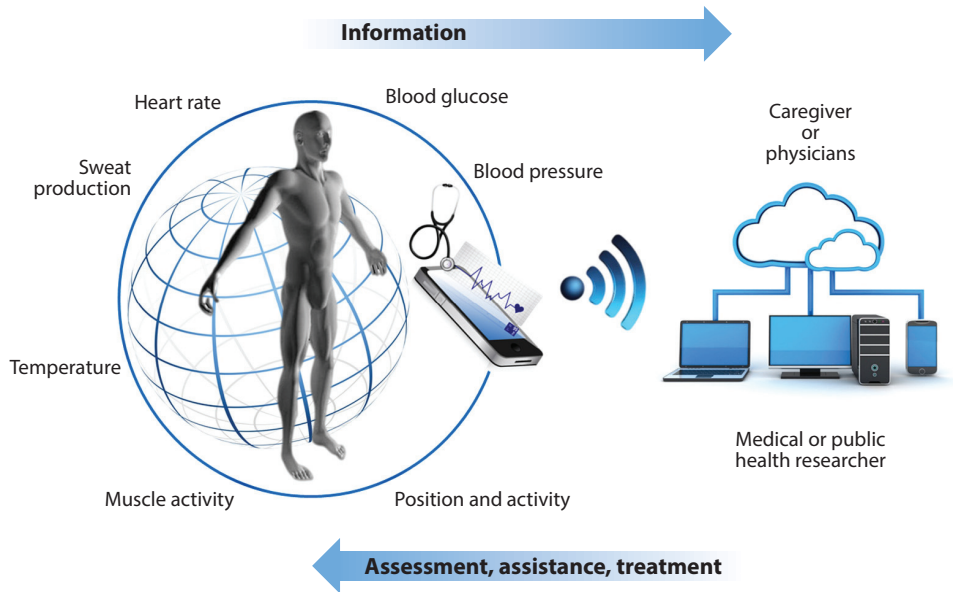 Information
Heart rate
Blood glucose
Sweat
production
Blood pressure
Caregiver
or
physicians
Temperature
Medical or public
health researcher
Muscle activity
Position and activity
Assessment, assistance, treatment